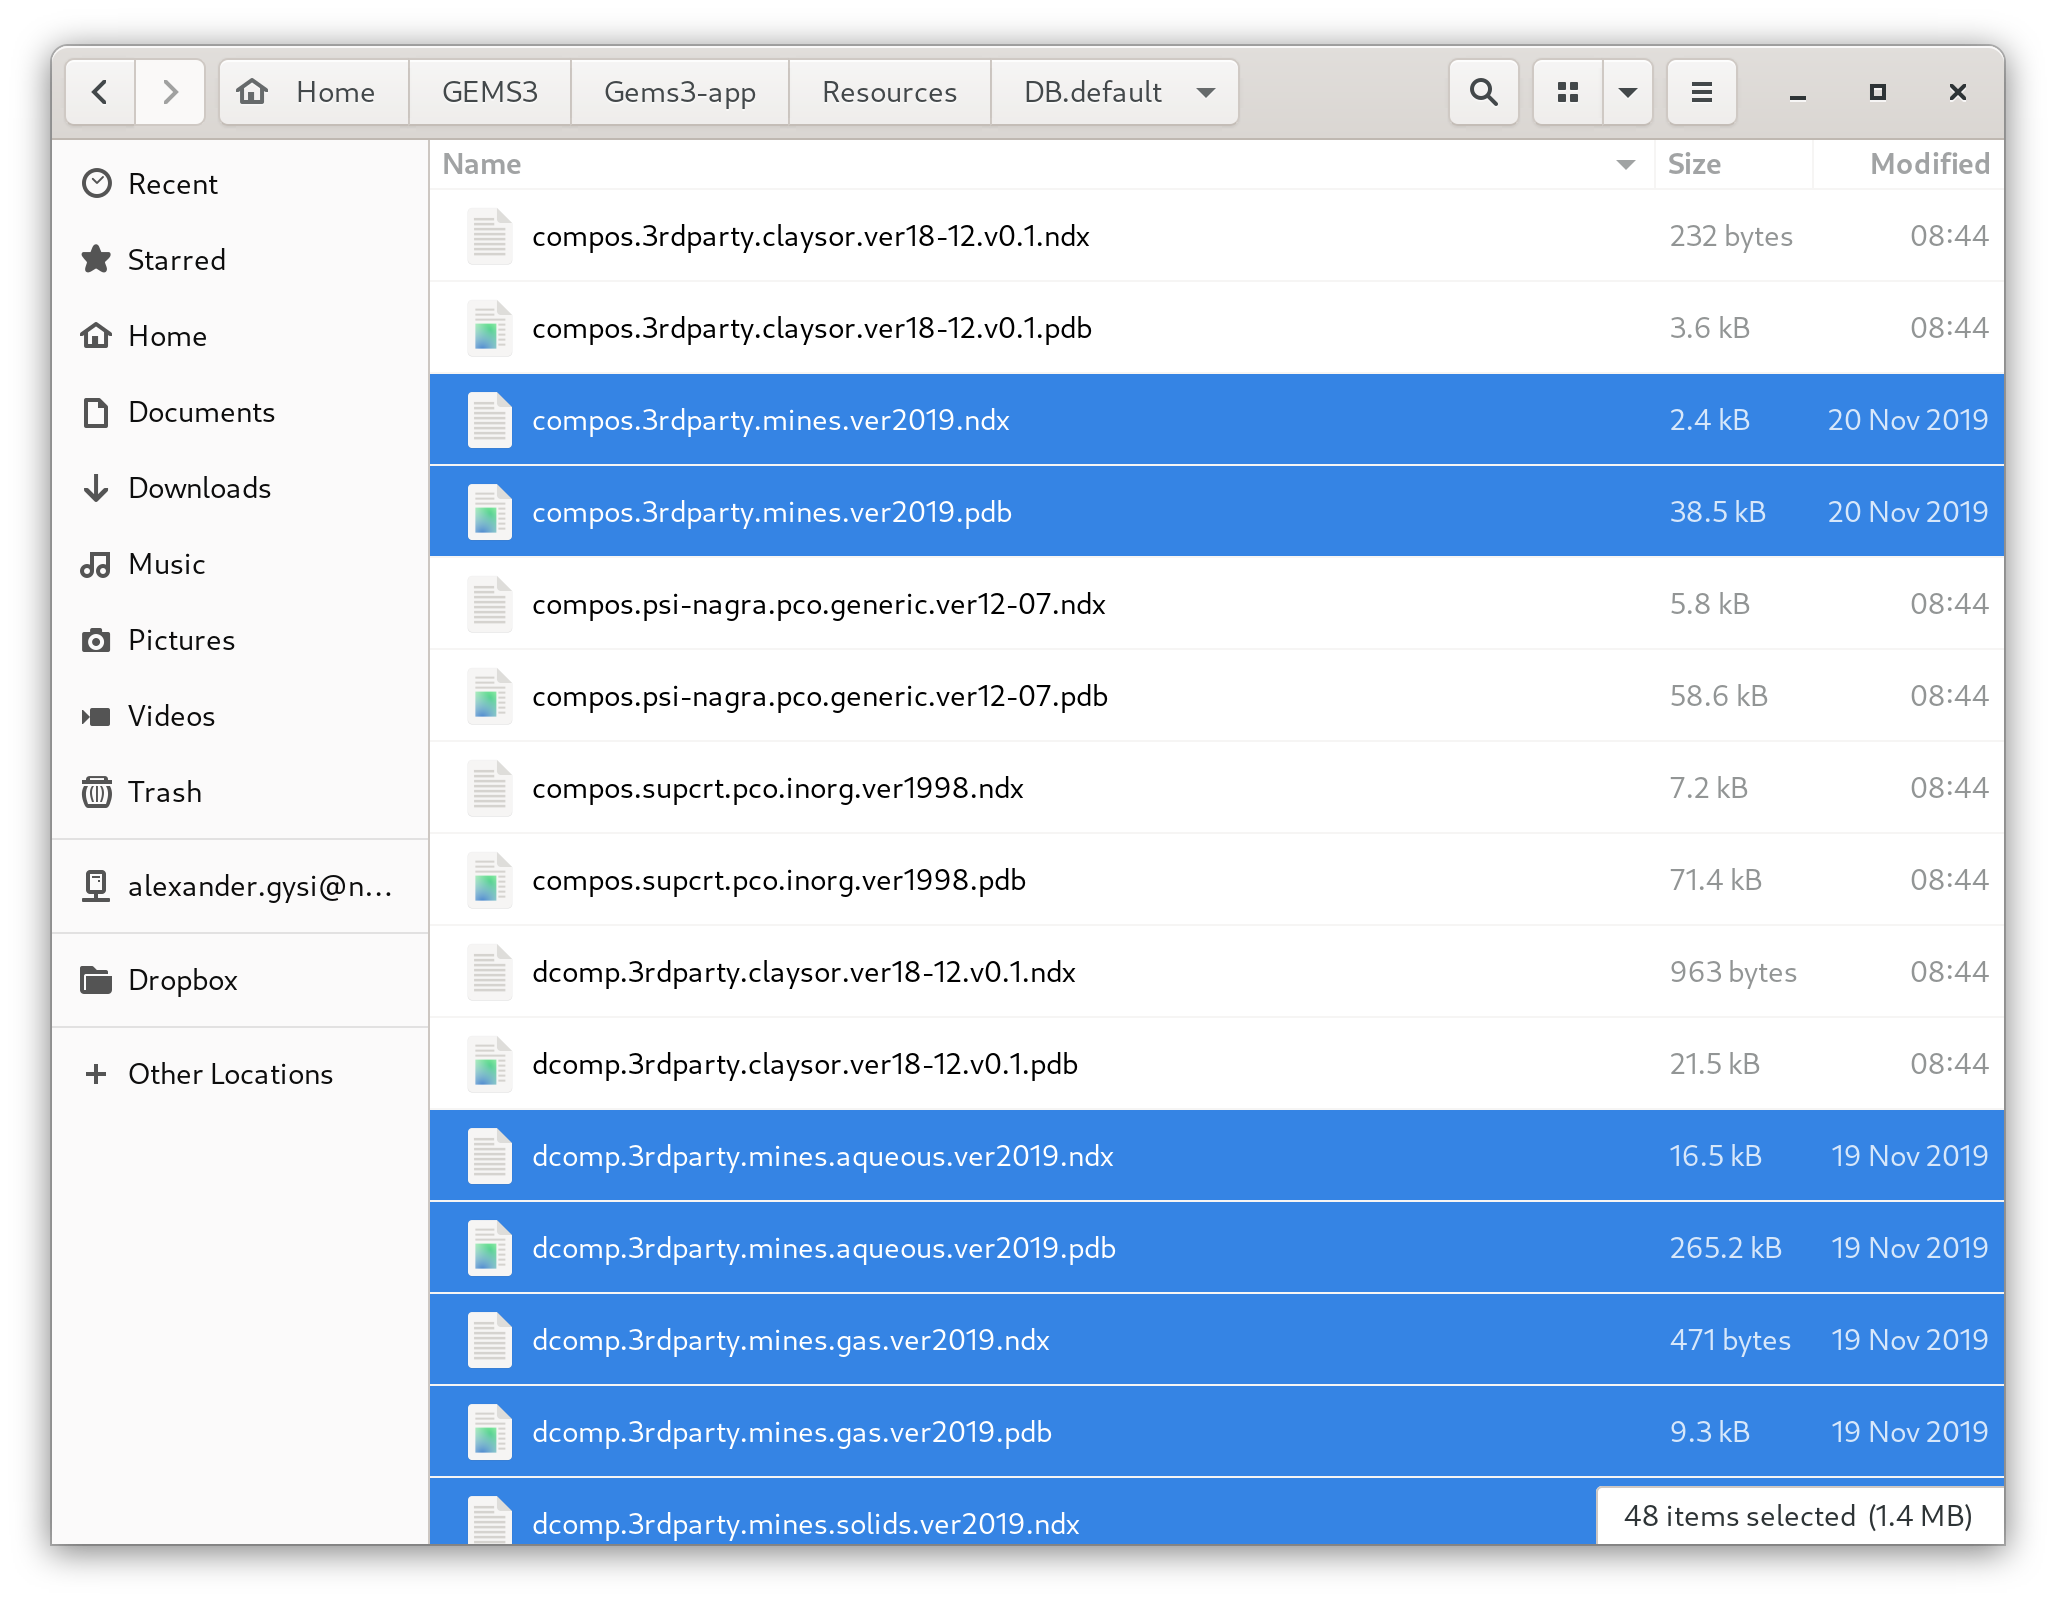 Home GEMS3 Gems3-app Resources DB.default
Name Size Modified
Recent
Starred
Home
Documents
Downloads
Music
Pictures
Videos
Trash
alexander.gysi@n...
Dropbox
Other Locations
compos.3rdparty.claysor.ver18-12.v0.1.ndx 232 bytes 08:44
compos.3rdparty.claysor.ver18-12.v0.1.pdb 3.6 kB 08:44
compos.3rdparty.mines.ver2019.ndx 2.4 kB 20 Nov 2019
compos.3rdparty.mines.ver2019.pdb 38.5 kB 20 Nov 2019
compos.psi-nagra.pco.generic.ver12-07.ndx 5.8 kB 08:44
compos.psi-nagra.pco.generic.ver12-07.pdb 58.6 kB 08:44
compos.supcrt.pco.inorg.ver1998.ndx 7.2 kB 08:44
compos.supcrt.pco.inorg.ver1998.pdb 71.4 kB 08:44
dcomp.3rdparty.claysor.ver18-12.v0.1.ndx 963 bytes 08:44
dcomp.3rdparty.claysor.ver18-12.v0.1.pdb 21.5 kB 08:44
dcomp.3rdparty.mines.aqueous.ver2019.ndx 16.5 kB 19 Nov 2019
dcomp.3rdparty.mines.aqueous.ver2019.pdb 265.2 kB 19 Nov 2019
dcomp.3rdparty.mines.gas.ver2019.ndx 471 bytes 19 Nov 2019
dcomp.3rdparty.mines.gas.ver2019.pdb 9.3 kB 19 Nov 2019
dcomp.3rdparty.mines.solids.ver2019.ndx
48 items selected (1.4 MB)